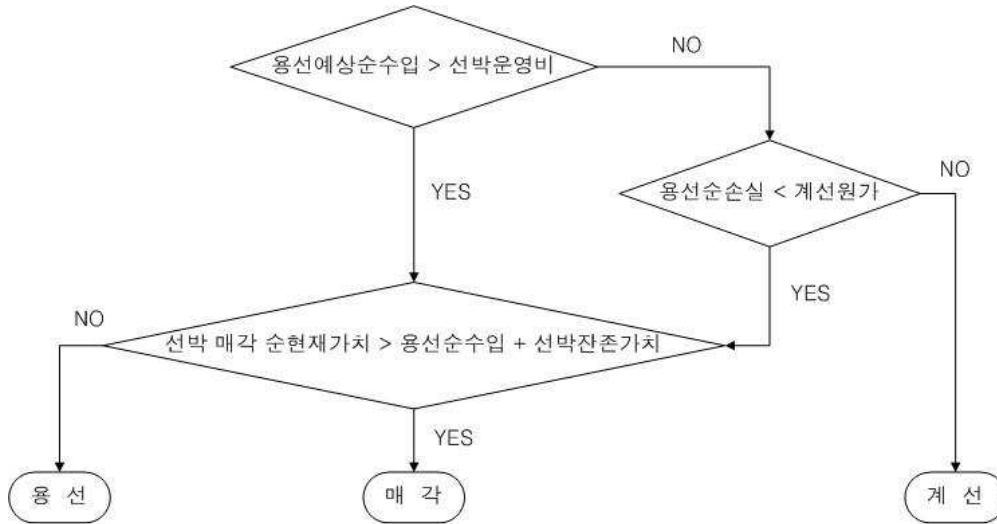 용선예상순수입 > 선박운영비
NO
용선순손실 < 계선원가
NO
YES
YES
NO
선박 매각 순현재가치 > 용선순수입 + 선박잔존가치
YES
용 선
매 각
계 선